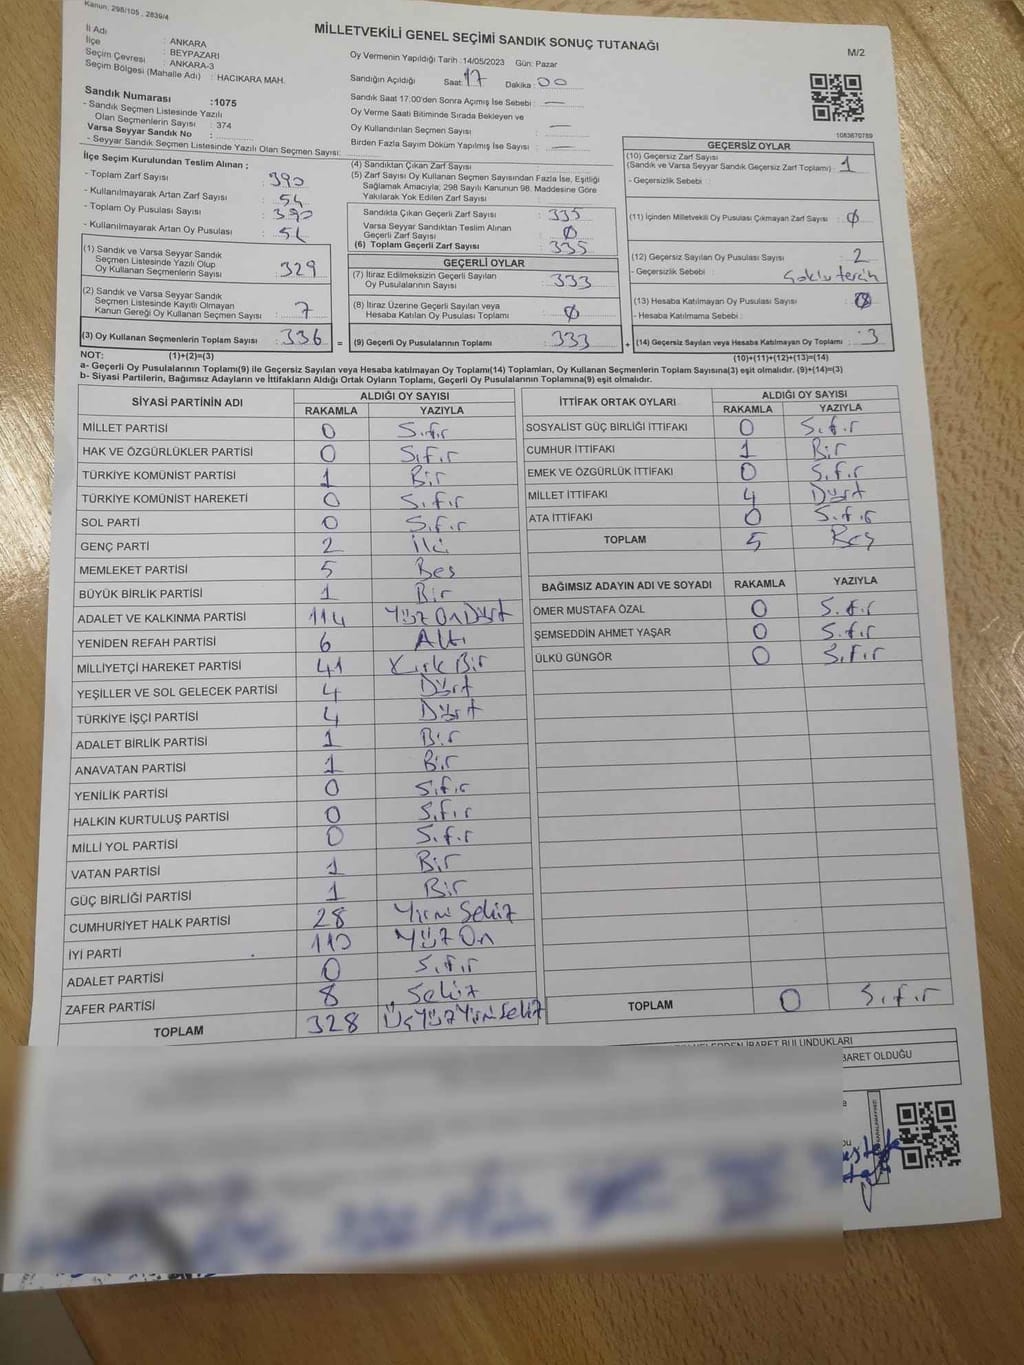 Kanun, 298/105 , 2839/4
MİLLETVEKİLİ GENEL SEÇİMİ SANDIK SONUÇ TUTANAĞI
M/2
İl Adı : ANKARA
İlçe : BEYPAZARI
Seçim Çevresi : ANKARA-3
Seçim Bölgesi (Mahalle Adı) : HACIKARA MAH.
Sandık Numarası :1075
- Sandık Seçmen Listesinde Yazılı
Olan Seçmenlerin Sayısı : 374
Varsa Seyyar Sandık No :
- Seyyar Sandık Seçmen Listesinde Yazılı Olan Seçmen Sayısı:
Oy Vermenin Yapıldığı Tarih :14/05/2023 Gün: Pazar
Sandığın Açıldığı Saat :17 Dakika :00
Sandık Saat 17:00'den Sonra Açımış İse Sebebi : —
Oy Verme Saati Bitiminde Sırada Bekleyen ve
Oy Kullandırılan Seçmen Sayısı : —
Birden Fazla Sayım Döküm Yapılmış İse Sayısı : —
1083670789
İlçe Seçim Kurulundan Teslim Alınan ;
- Toplam Zarf Sayısı : 390
- Kullanılmayarak Artan Zarf Sayısı : 54
- Toplam Oy Pusulası Sayısı : 390
- Kullanılmayarak Artan Oy Pusulası : 54
(1) Sandık ve Varsa Seyyar Sandık
Seçmen Listesinde Yazılı Olup
Oy Kullanan Seçmenlerin Sayısı : 329
(2) Sandık ve Varsa Seyyar Sandık
Seçmen Listesinde Kayıtlı Olmayan
Kanun Gereği Oy Kullanan Seçmenlerin Sayısı : 7
(3) Oy Kullanan Seçmenlerin Toplam Sayısı : 336
(4) Sandıktan Çıkan Zarf Sayısı :
(5) Zarf Sayısı Oy Kullanan Seçmen Sayısından Fazla İse, Eşitliği
Sağlamak Amacıyla; 298 Sayılı Kanunun 98. Maddesine Göre
Yakılarak Yok Edilen Zarf Sayısı :
Sandıkta Çıkan Geçerli Zarf Sayısı : 335
Varsa Seyyar Sandıktan Teslim Alınan
Geçerli Zarf Sayısı : Ø
(6) Toplam Geçerli Zarf Sayısı : 335
GEÇERLİ OYLAR
(7) İtiraz Edilmeksizin Geçerli Sayılan
Oy Pusulalarının Sayısı : 333
(8) İtiraz Üzerine Geçerli Sayılan veya
Hesaba Katılan Oy Pusulası Toplamı : Ø
= (9) Geçerli Oy Pusulalarının Toplamı : 333
GEÇERSİZ OYLAR
(10) Geçersiz Zarf Sayısı
(Sandık ve Varsa Seyyar Sandık Geçersiz Zarf Toplamı) : 1
- Geçersizlik Sebebi :
(11) İçinden Milletvekili Oy Pusulası Çıkmayan Zarf Sayısı : Ø
(12) Geçersiz Sayılan Oy Pusulası Sayısı : 2
- Geçersizlik Sebebi : Çoklu tercih
(13) Hesaba Katılmayan Oy Pusulası Sayısı :
- Hesaba Katılmama Sebebi :
+ (14) Geçersiz Sayılan veya Hesaba Katılmayan Oy Toplamı : 3
NOT: (1)+(2)=(3)
(10)+(11)+(12)+(13)=(14)
a- Geçerli Oy Pusulalarının Toplamı(9) ile Geçersiz Sayılan veya Hesaba katılmayan Oy Toplamı(14) Toplamları, Oy Kullanan Seçmenlerin Toplam Sayısına(3) eşit olmalıdır. (9)+(14)=(3)
b- Siyasi Partilerin, Bağımsız Adayların ve İttifakların Aldığı Ortak Oyların Toplamı, Geçerli Oy Pusulalarının Toplamına(9) eşit olmalıdır.
SİYASİ PARTİNİN ADI ALDIĞI OY SAYISI
RAKAMLA YAZIYLA
MİLLET PARTİSİ 0 Sıfır
HAK VE ÖZGÜRLÜKLER PARTİSİ 0 Sıfır
TÜRKİYE KOMÜNİST PARTİSİ 1 Bir
TÜRKİYE KOMÜNİST HAREKETİ 0 Sıfır
SOL PARTİ 0 Sıfır
GENÇ PARTİ 2 İki
MEMLEKET PARTİSİ 5 Beş
BÜYÜK BİRLİK PARTİSİ 1 Bir
ADALET VE KALKINMA PARTİSİ 114 Yüz On Dört
YENİDEN REFAH PARTİSİ 6 Altı
MİLLİYETÇİ HAREKET PARTİSİ 41 Kırk Bir
YEŞİLLER VE SOL GELECEK PARTİSİ 4 Dört
TÜRKİYE İŞÇİ PARTİSİ 4 Dört
ADALET BİRLİK PARTİSİ 1 Bir
ANAVATAN PARTİSİ 1 Bir
YENİLİK PARTİSİ 0 Sıfır
HALKIN KURTULUŞ PARTİSİ 0 Sıfır
MİLLİ YOL PARTİSİ 0 Sıfır
VATAN PARTİSİ 1 Bir
GÜÇ BİRLİĞİ PARTİSİ 1 Bir
CUMHURİYET HALK PARTİSİ 28 Yirmi Sekiz
İYİ PARTİ 110 Yüz On
ADALET PARTİSİ 0 Sıfır
ZAFER PARTİSİ 8 Sekiz
TOPLAM 328 Üç Yüz Yirmi Sekiz
İTTİFAK ORTAK OYLARI ALDIĞI OY SAYISI
RAKAMLA YAZIYLA
SOSYALİST GÜÇ BİRLİĞİ İTTİFAKI 0 Sıfır
CUMHUR İTTİFAKI 1 Bir
EMEK VE ÖZGÜRLÜK İTTİFAKI 0 Sıfır
MİLLET İTTİFAKI 4 Dört
ATA İTTİFAKI 0 Sıfır
TOPLAM 5 Beş
BAĞIMSIZ ADAYIN ADI VE SOYADI RAKAMLA YAZIYLA
ÖMER MUSTAFA ÖZAL 0 Sıfır
ŞEMSEDDİN AHMET YAŞAR 0 Sıfır
ÜLKÜ GÜNGÖR 0 Sıfır
TOPLAM 0 Sıfır
İBARET BULUNDUKLARI
BARET OLDUĞU